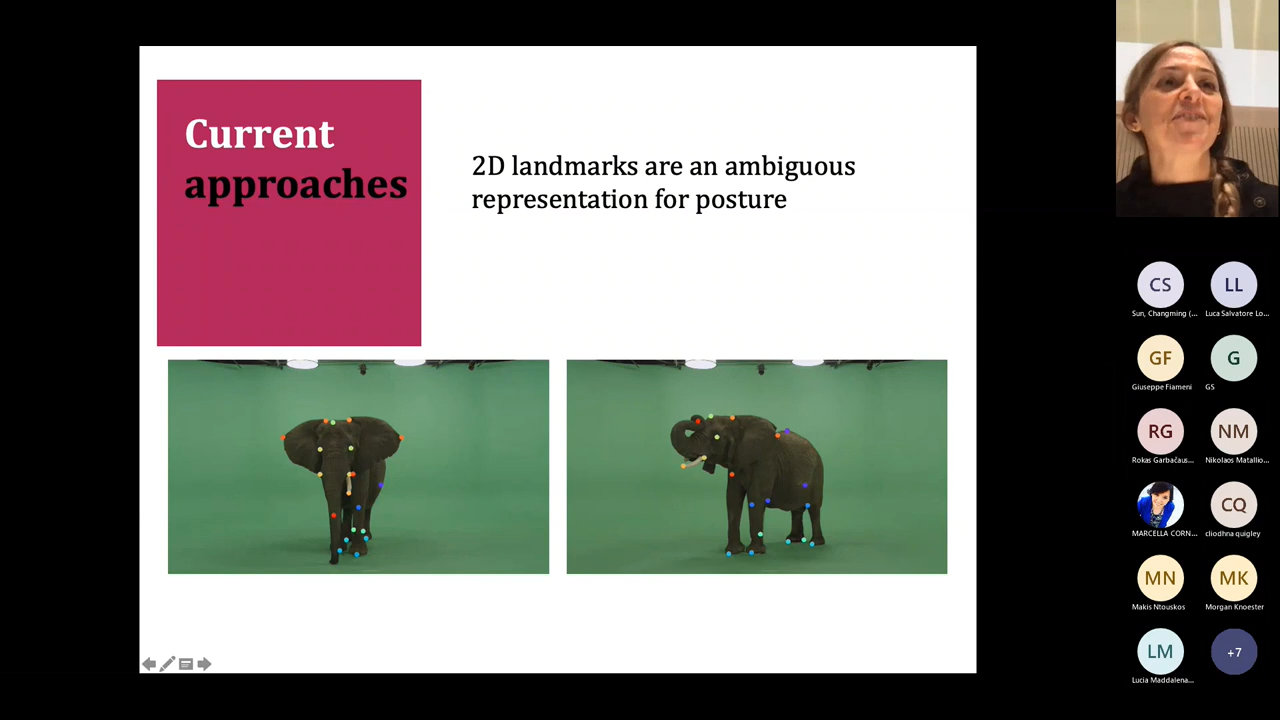 Current
approaches
2D landmarks are an ambiguous
representation for posture
CS
LL
Sun, Changming (...
Luca Salvatore Lo...
GF
G
Giuseppe Fiameni
GS
RG
NM
Rokas Garbačaus...
Nikolaos Matallio...
CQ
MARCELLA CORN...
cliodhna quigley
MN
MK
Makis Ntouskos
Morgan Knoester
LM
+7
Lucia Maddalena...